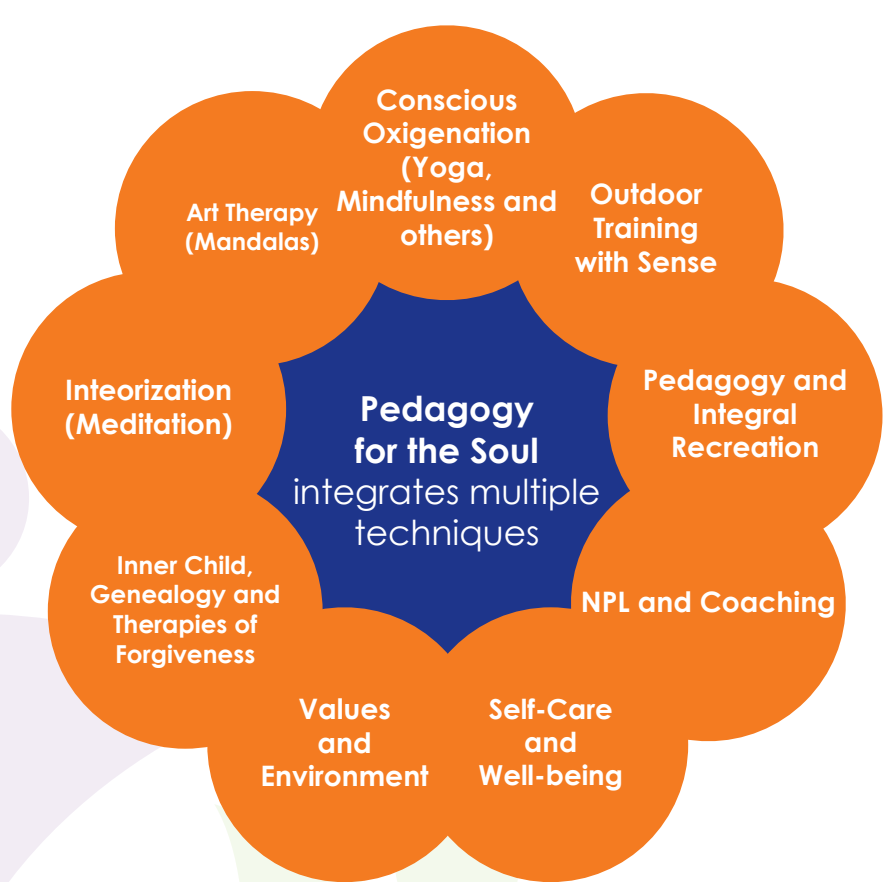 Conscious
Oxigenation
(Yoga,
Mindfulness and
others)
Outdoor
Training
with Sense
Pedagogy and
Integral
Recreation
NPL and Coaching
Self-Care
and
Well-being
Values
and
Environment
Inner Child,
Genealogy and
Therapies of
Forgiveness
Inteorization
(Meditation)
Art Therapy
(Mandalas)
Pedagogy
for the Soul
integrates multiple
techniques